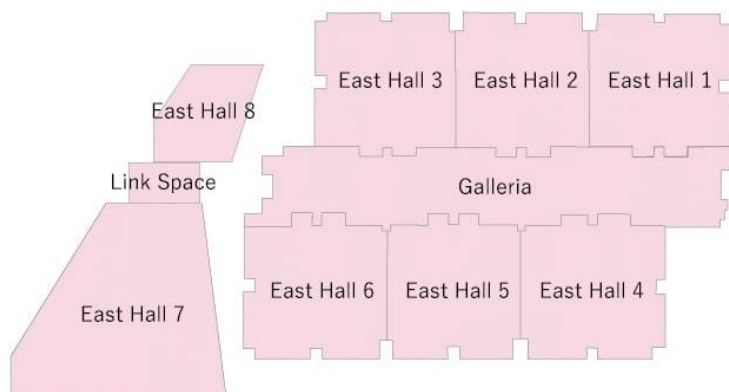 East Hall 3
East Hall 2
East Hall 1
East Hall 8
Link Space
Galleria
East Hall 6
East Hall 5
East Hall 4
East Hall 7